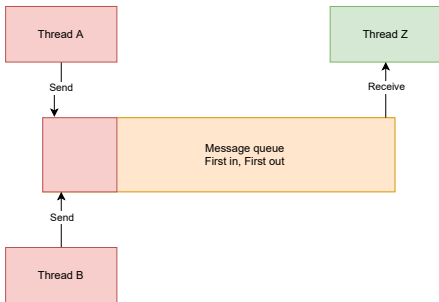 Thread A
Thread Z
Send
Receive
Message queue
First in, First out
Send
Thread B